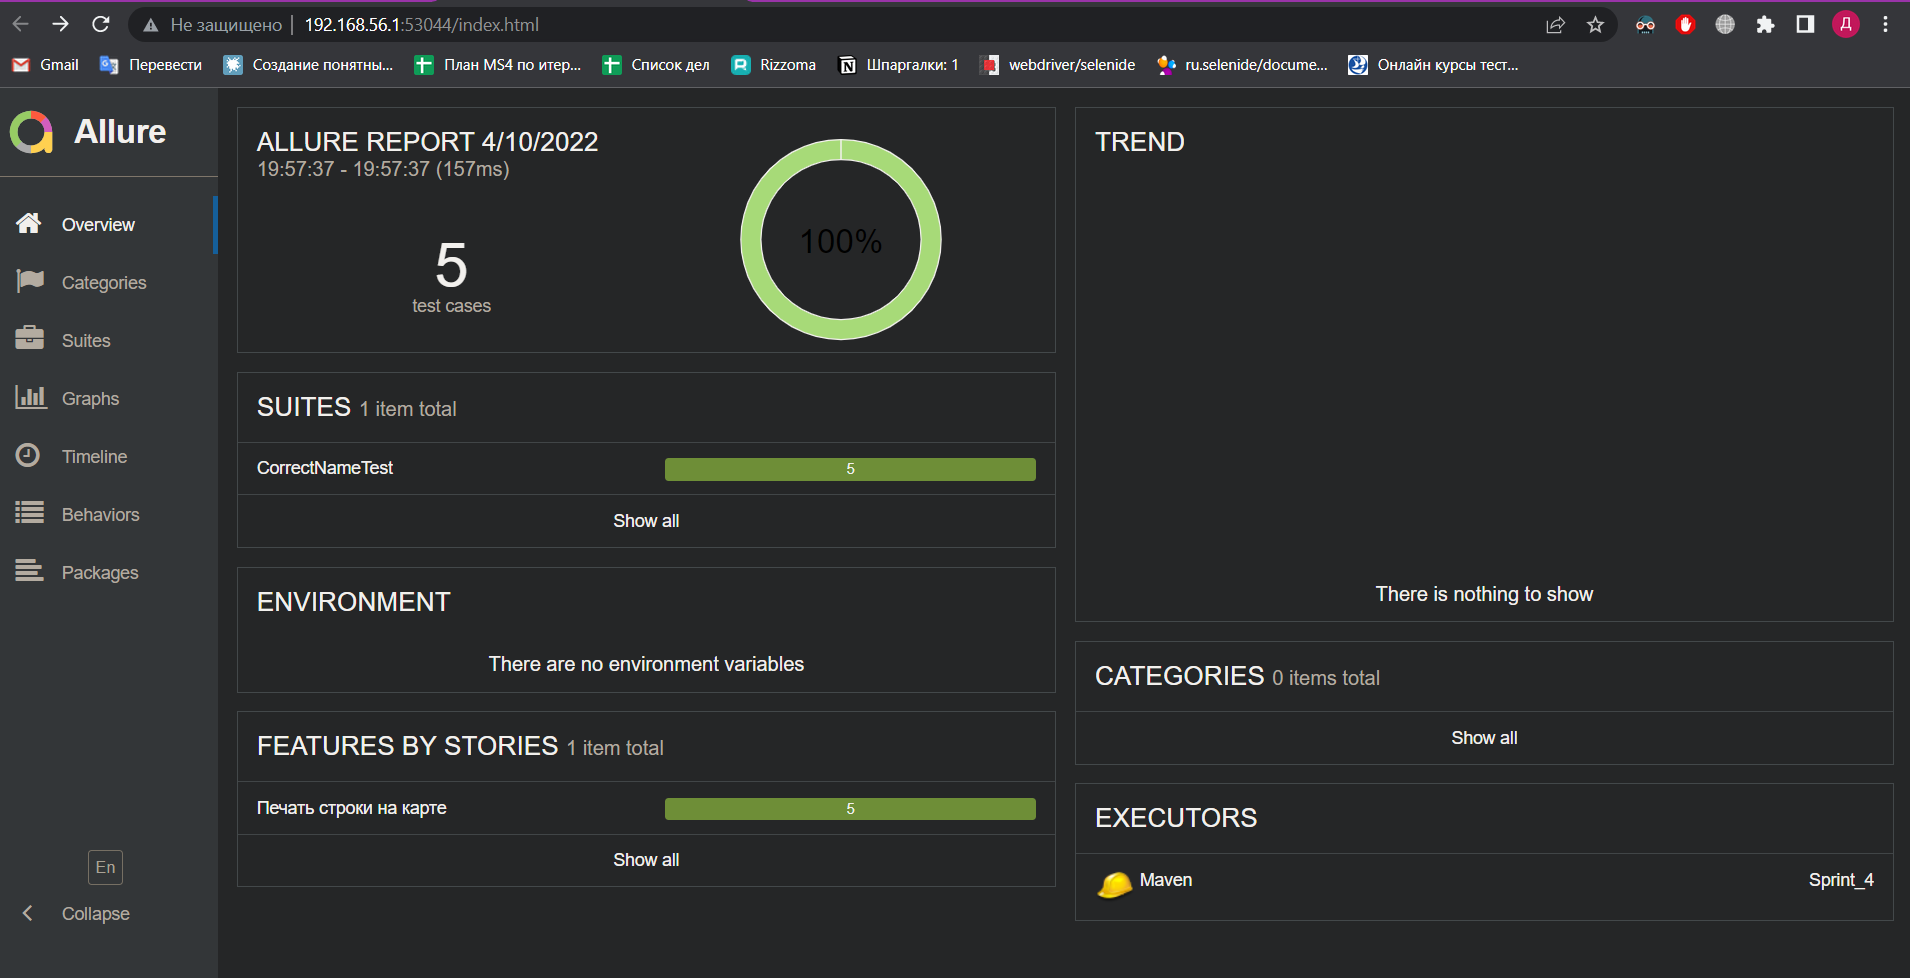 Не защищено | 192.168.56.1:53044/index.html
Д
Gmail
Перевести
Создание понятны...
План MS4 по итер...
Список дел
Rizzoma
Шпаргалки: 1
webdriver/selenide
ru.selenide/docume...
Онлайн курсы тест...
Allure
Overview
Categories
Suites
Graphs
Timeline
Behaviors
Packages
En
Collapse
ALLURE REPORT 4/10/2022
19:57:37 - 19:57:37 (157ms)
5
test cases
100%
SUITES 1 item total
CorrectNameTest 5
Show all
ENVIRONMENT
There are no environment variables
FEATURES BY STORIES 1 item total
Печать строки на карте 5
Show all
TREND
There is nothing to show
CATEGORIES 0 items total
Show all
EXECUTORS
Maven Sprint_4